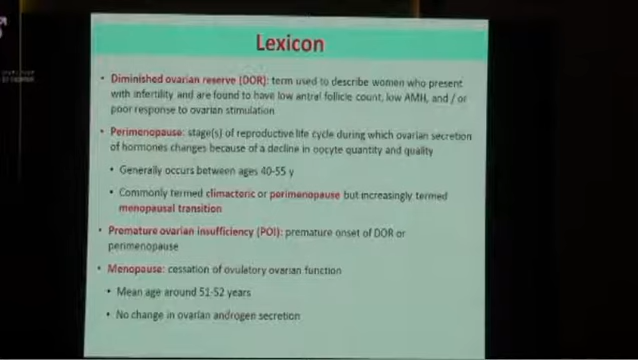 Lexicon
• Diminished ovarian reserve (DOR): term used to describe women who present
with infertility and are found to have low antral follicle count, low AMH, and / or
poor response to ovarian stimulation
• Perimenopause: stage(s) of reproductive life cycle during which ovarian secretion
of hormones changes because of a decline in oocyte quantity and quality
• Generally occurs between ages 40-55 y
• Commonly termed climacteric or perimenopause but increasingly termed
menopausal transition
• Premature ovarian insufficiency (POI): premature onset of DOR or
perimenopause
• Menopause: cessation of ovulatory ovarian function
• Mean age around 51-52 years
• No change in ovarian androgen secretion